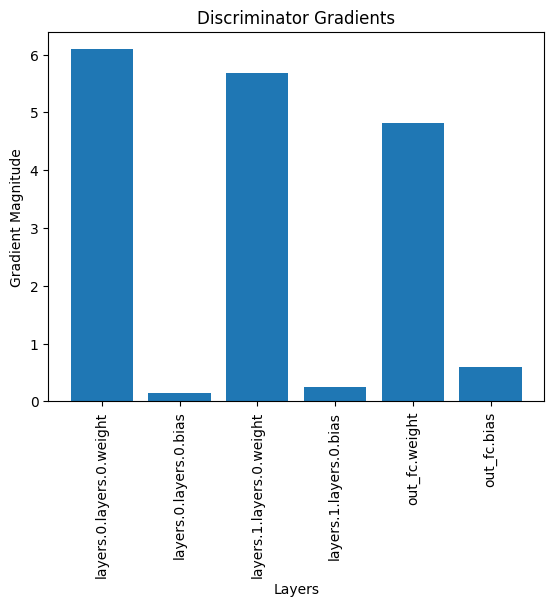 Discriminator Gradients
Gradient Magnitude
6
5
4
3
2
1
0
layers.0.layers.0.weight
layers.0.layers.0.bias
layers.1.layers.0.weight
layers.1.layers.0.bias
out_fc.weight
out_fc.bias
Layers